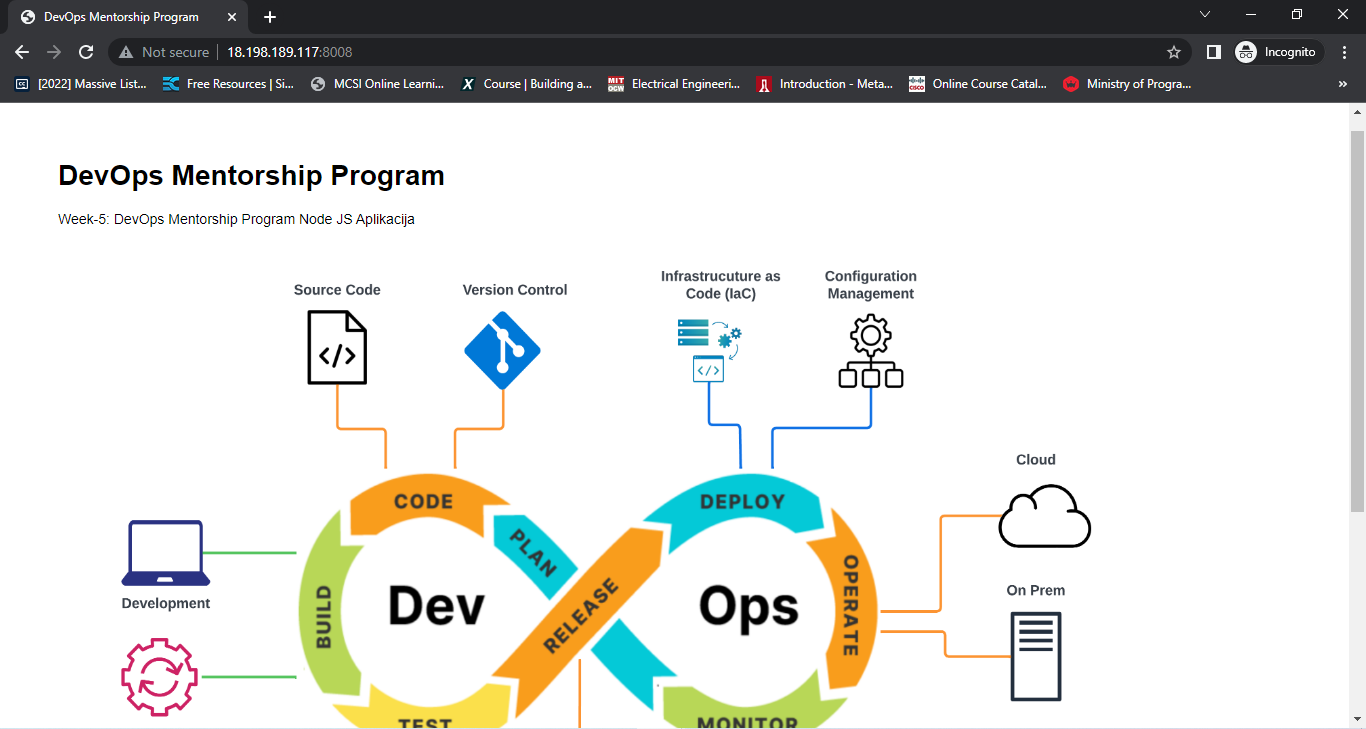 DevOps Mentorship Program
Not secure
18.198.189.117:8008
Incognito
[2022] Massive List...
Free Resources | Si...
MCSI Online Learni...
Course | Building a...
MIT
OCW
Electrical Engineeri...
Introduction - Meta...
CISCO
Online Course Catal...
Ministry of Progra...
»
DevOps Mentorship Program
Week-5: DevOps Mentorship Program Node JS Aplikacija
Source Code
Version Control
Infrastrucuture as
Code (IaC)
Configuration
Management
</>
</>
Cloud
CODE
DEPLOY
PLAN
OPERATE
Development
BUILD
Dev
RELEASE
Ops
On Prem
TEST
MONITOR